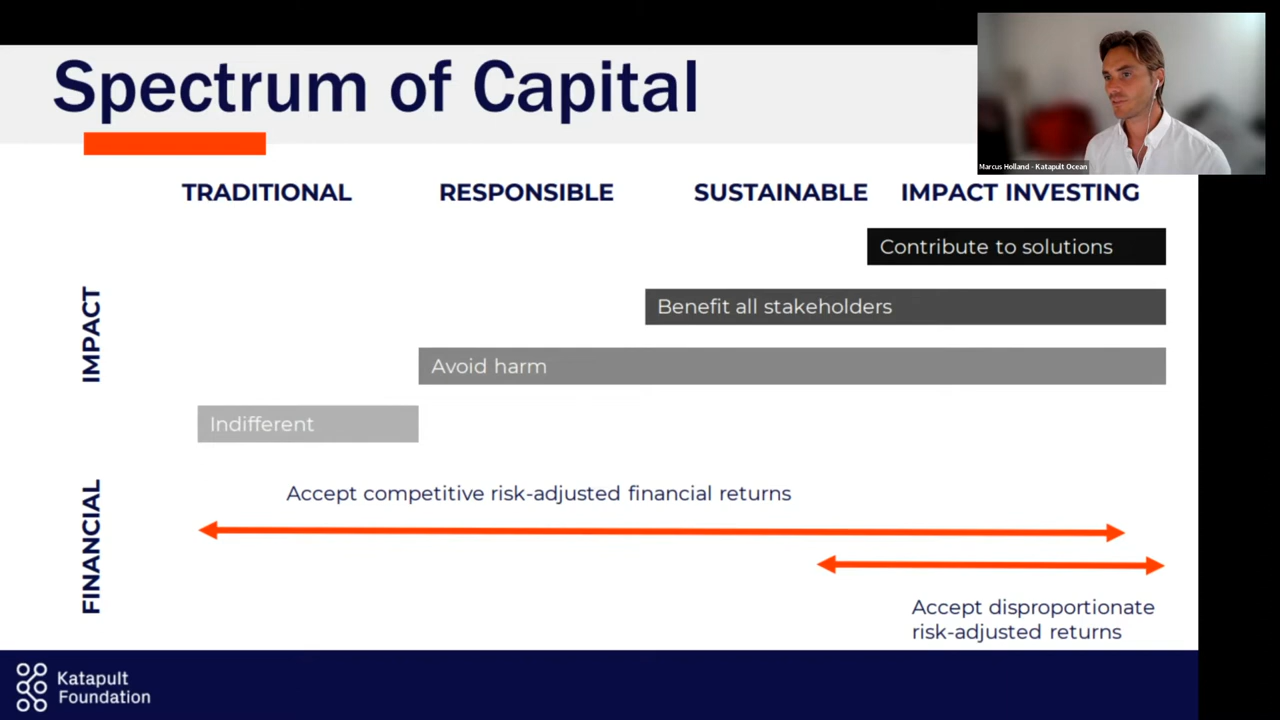 Spectrum of Capital
Marcus Holland - Katapult Ocean
TRADITIONAL
RESPONSIBLE
SUSTAINABLE
IMPACT INVESTING
IMPACT
Contribute to solutions
Benefit all stakeholders
Avoid harm
Indifferent
FINANCIAL
Accept competitive risk-adjusted financial returns
Accept disproportionate
risk-adjusted returns
Katapult
Foundation